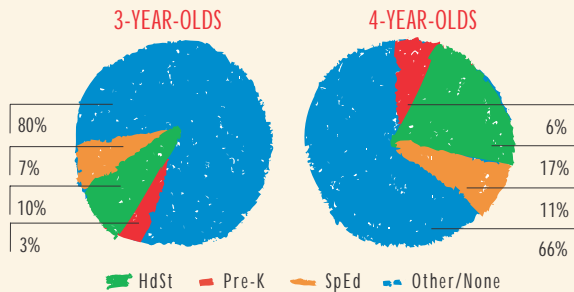 3-YEAR-OLDS
80%
7%
10%
3%
4-YEAR-OLDS
6%
17%
11%
66%
HdSt Pre-K SpEd Other/None